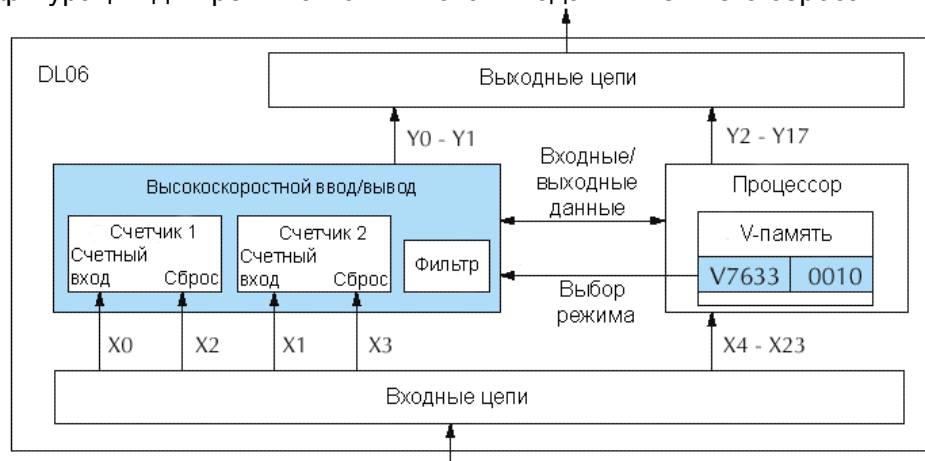 DL06
Выходные цепи
Y0 - Y1
Y2 - Y17
Входные/
выходные
данные
Высокоскоростной ввод/вывод
Процессор
Счетчик 1
Счетный
вход Сброс
Счетчик 2
Счетный
вход Сброс
Фильтр
V-память
V7633 0010
Выбор
режима
X0
X2
X1
X3
X4 - X23
Входные цепи